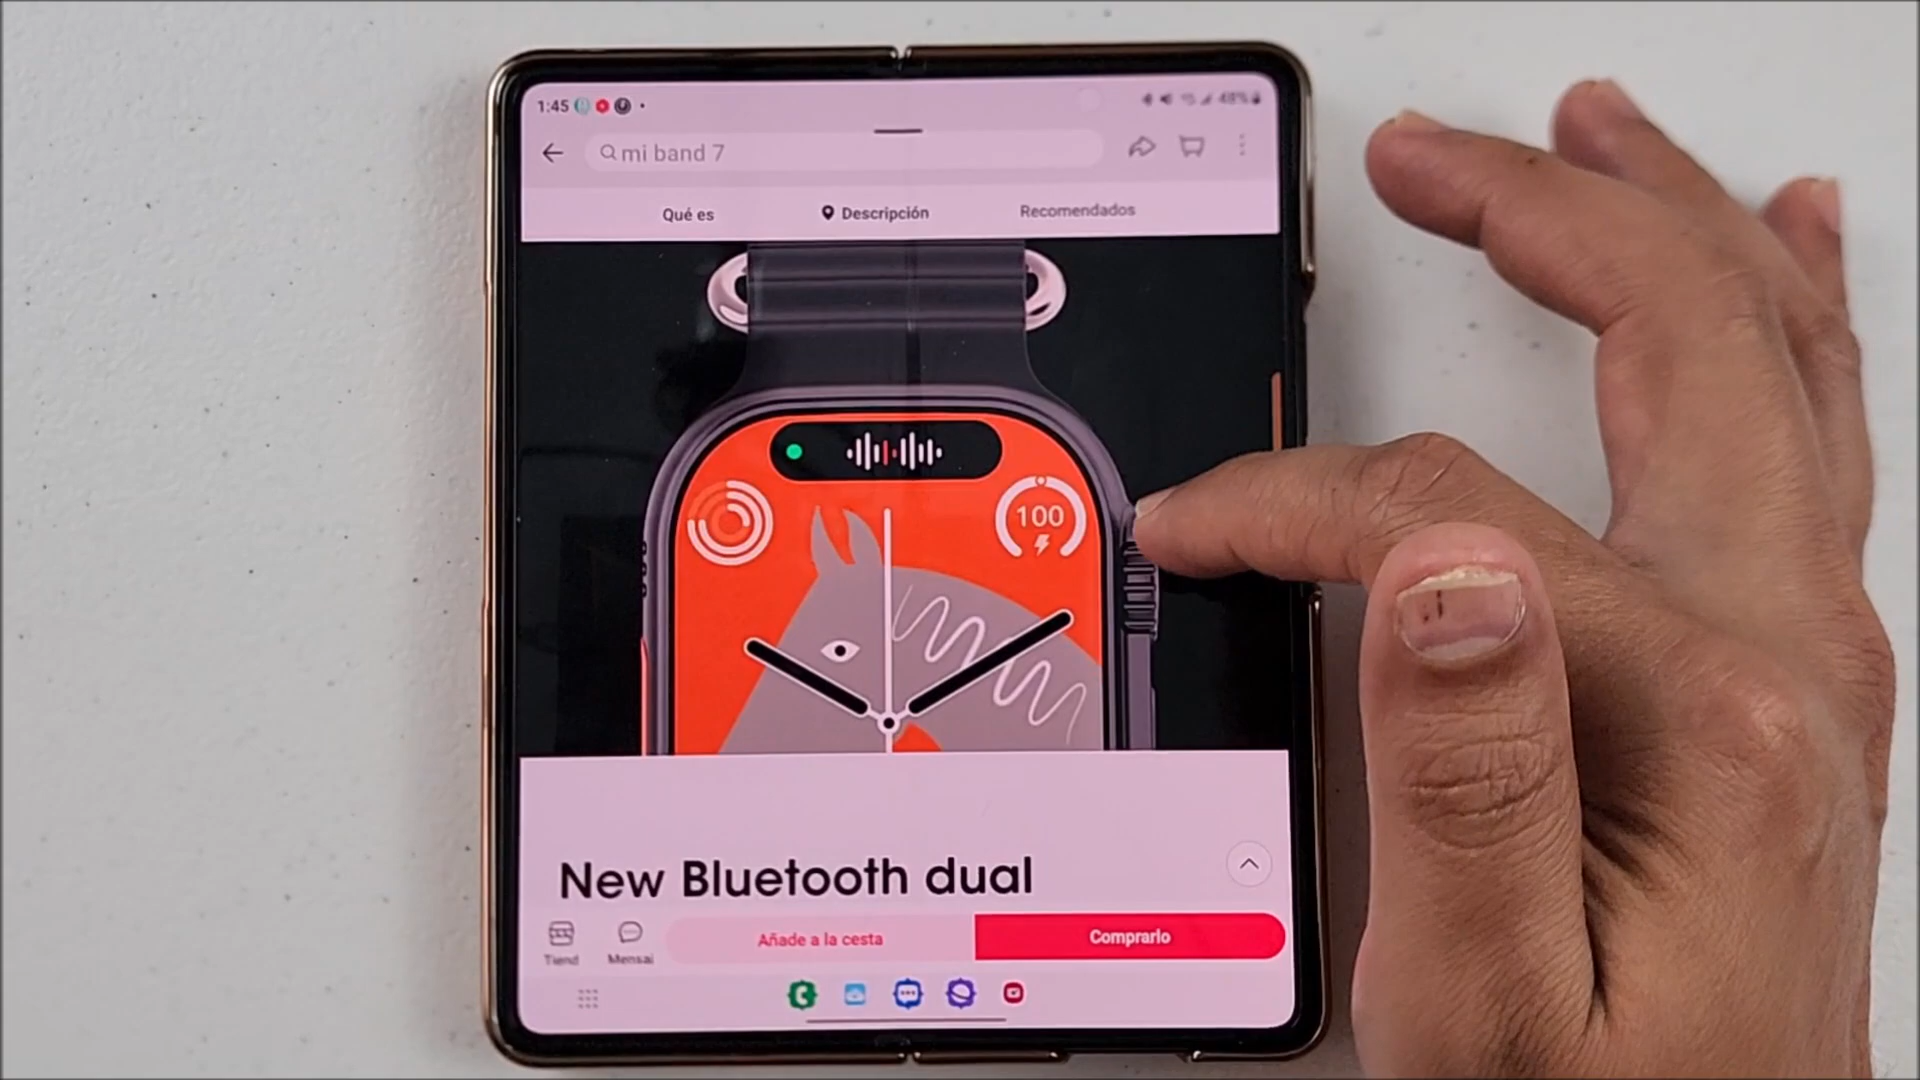 1:45
48%
mi band 7
Qué es
Descripción
Recomendados
100
New Bluetooth dual
Tiend
Mensai
Añade a la cesta
Comprarlo